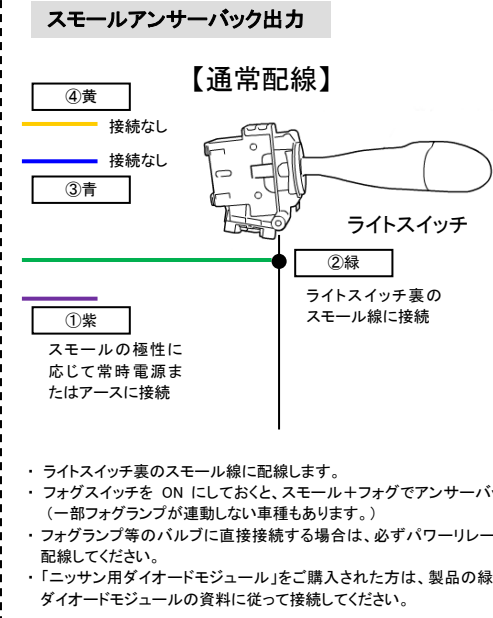 スモールアンサーバック出力
【通常配線】
④黄
接続なし
接続なし
③青
ライトスイッチ
②緑
ライトスイッチ裏の
スモール線に接続
①紫
スモールの極性に
応じて常時電源ま
たはアースに接続
・ ライトスイッチ裏のスモール線に配線します。
・ フォグスイッチを ON にしておくと、スモール＋フォグでアンサーバッ
（一部フォグランプが連動しない車種もあります。）
・ フォグランプ等のバルブに直接接続する場合は、必ずパワーリレー
配線してください。
・ 「ニッサン用ダイオードモジュール」をご購入された方は、製品の緑
ダイオードモジュールの資料に従って接続してください。